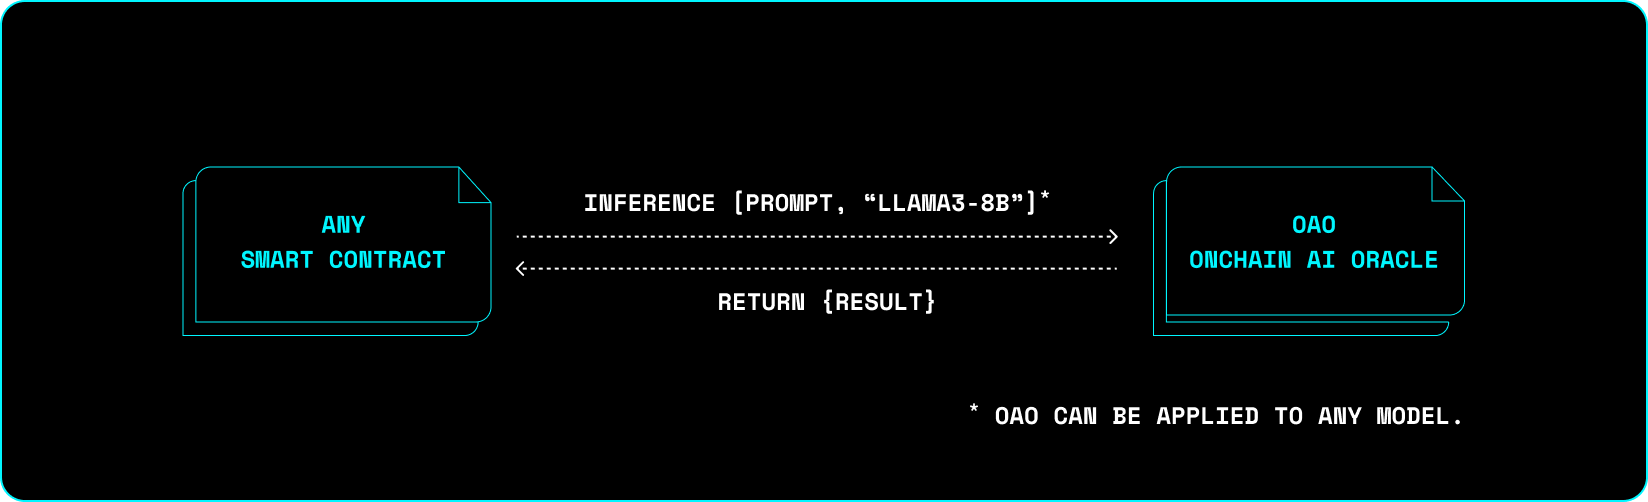 ANY
SMART CONTRACT
INFERENCE [PROMPT, “LLAMA3-8B”]*
RETURN {RESULT}
OAO
ONCHAIN AI ORACLE
* OAO CAN BE APPLIED TO ANY MODEL.